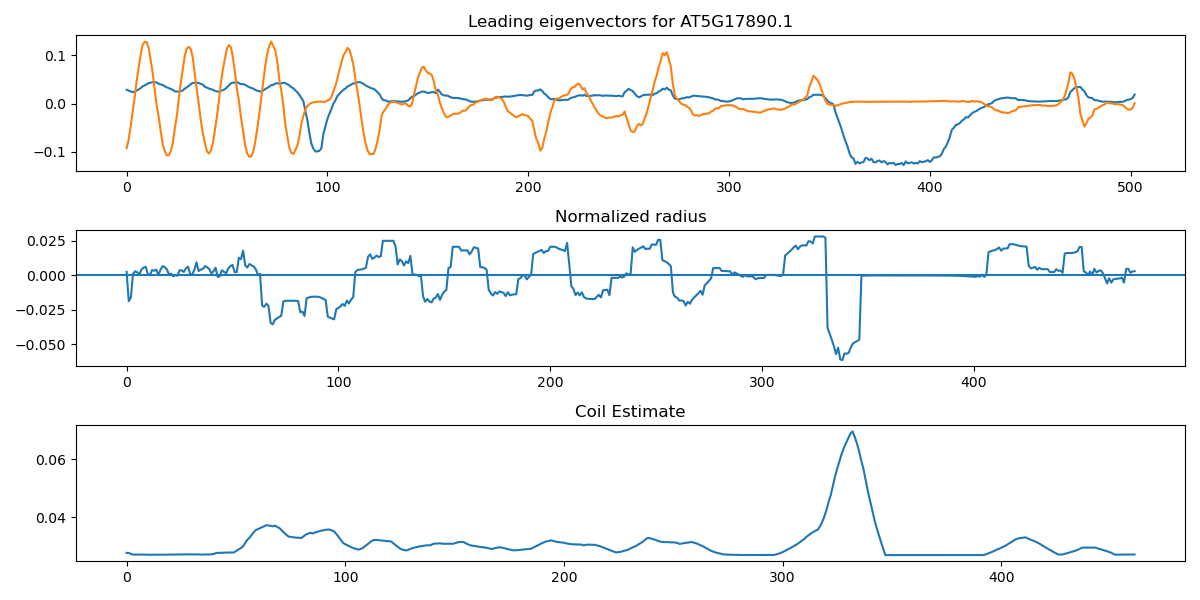 Leading eigenvectors for AT5G17890.1
0.1
0.0
−0.1
0 100 200 300 400 500
Normalized radius
0.025
0.000
−0.025
−0.050
0 100 200 300 400
Coil Estimate
0.06
0.04
0 100 200 300 400